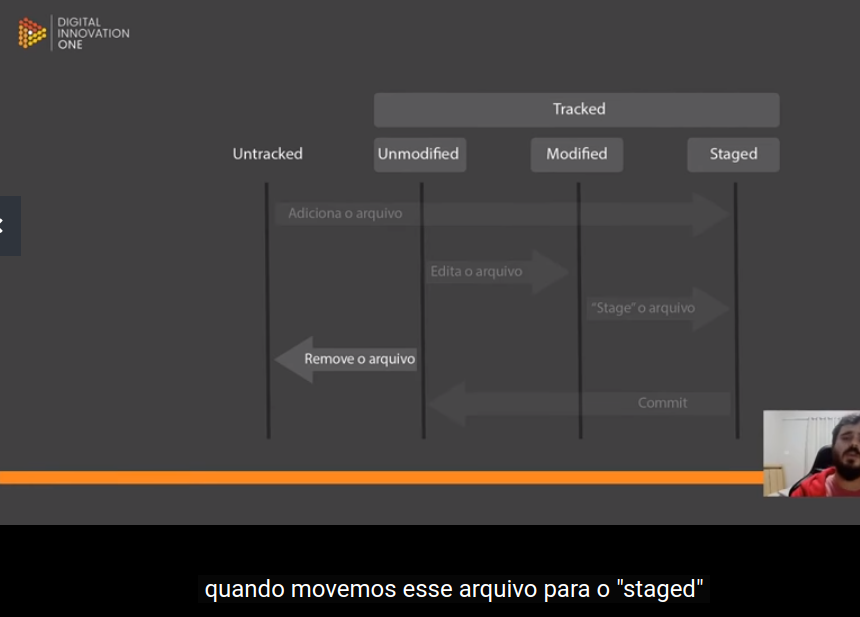 DIGITAL
INNOVATION
ONE
Tracked
Untracked
Unmodified
Modified
Staged
Adiciona o arquivo
Edita o arquivo
"Stage" o arquivo
Remove o arquivo
Commit
quando movemos esse arquivo para o "staged"